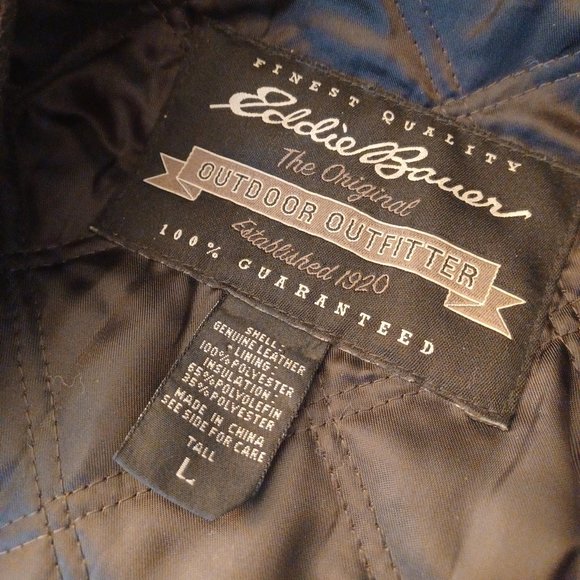 FINEST QUALITY
Eddie Bauer
The Original
OUTDOOR OUTFITTER
Established 1920
100% GUARANTEED
SHELL:
GENUINE LEATHER
- LINING -
100% POLYESTER
INSULATION -
65% POLYOLEFIN
35% POLYESTER
MADE IN CHINA
SEE SIDE FOR CARE
TALL
L